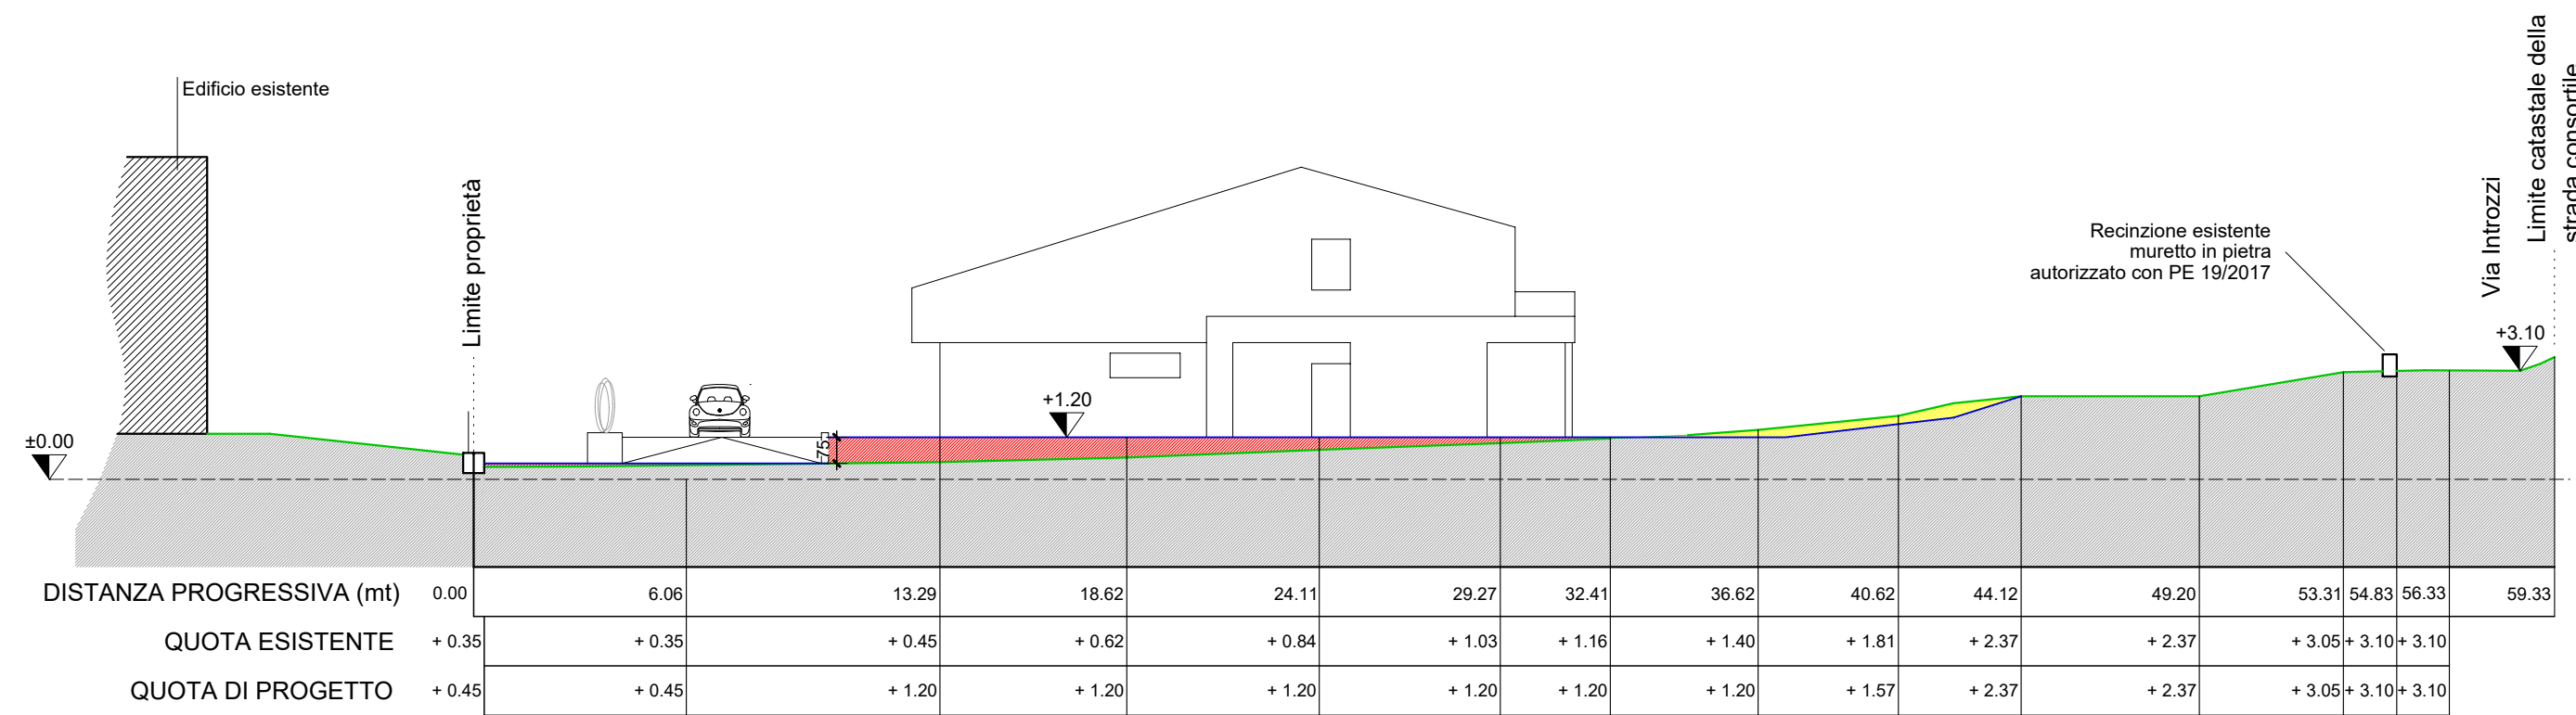 Edificio esistente
Limite proprietà
Recinzione esistente
muretto in pietra
autorizzato con PE 19/2017
Via Introzzi
Limite catastale della
strada consortile
+3.10
+1.20
±0.00
75
DISTANZA PROGRESSIVA (mt) 0.00 6.06 13.29 18.62 24.11 29.27 32.41 36.62 40.62 44.12 49.20 53.31 54.83 56.33 59.33
QUOTA ESISTENTE + 0.35 + 0.35 + 0.45 + 0.62 + 0.84 + 1.03 + 1.16 + 1.40 + 1.81 + 2.37 + 2.37 + 3.05 + 3.10 + 3.10
QUOTA DI PROGETTO + 0.45 + 0.45 + 1.20 + 1.20 + 1.20 + 1.20 + 1.20 + 1.20 + 1.57 + 2.37 + 2.37 + 3.05 + 3.10 + 3.10